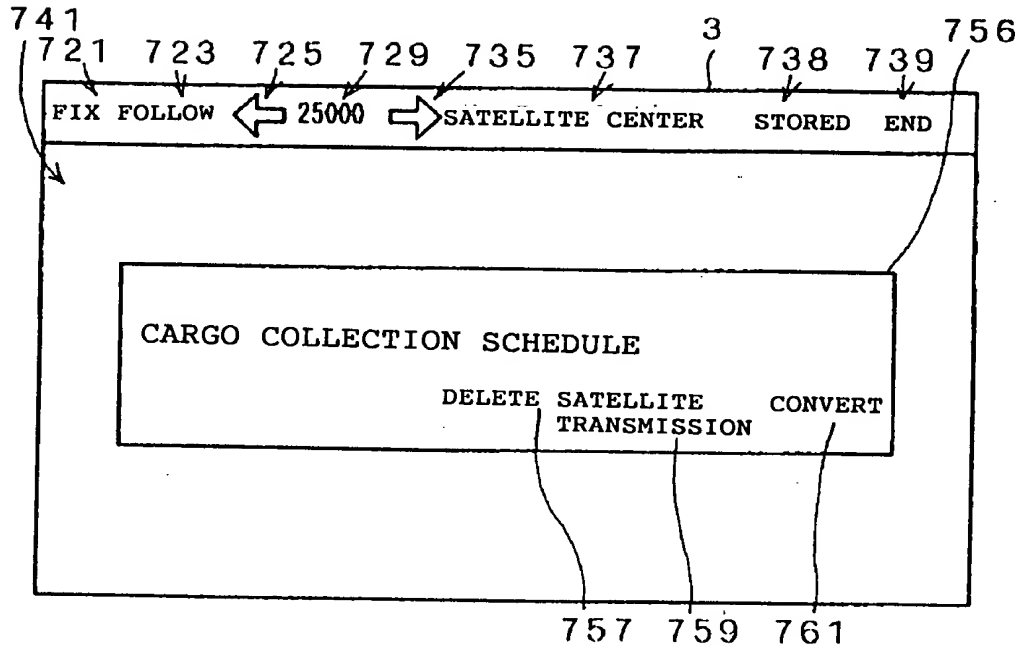 741
721 723 725 729 735 737 3 738 739 756
FIX FOLLOW 25000 SATELLITE CENTER STORED END
CARGO COLLECTION SCHEDULE
DELETE SATELLITE TRANSMISSION CONVERT
757 759 761